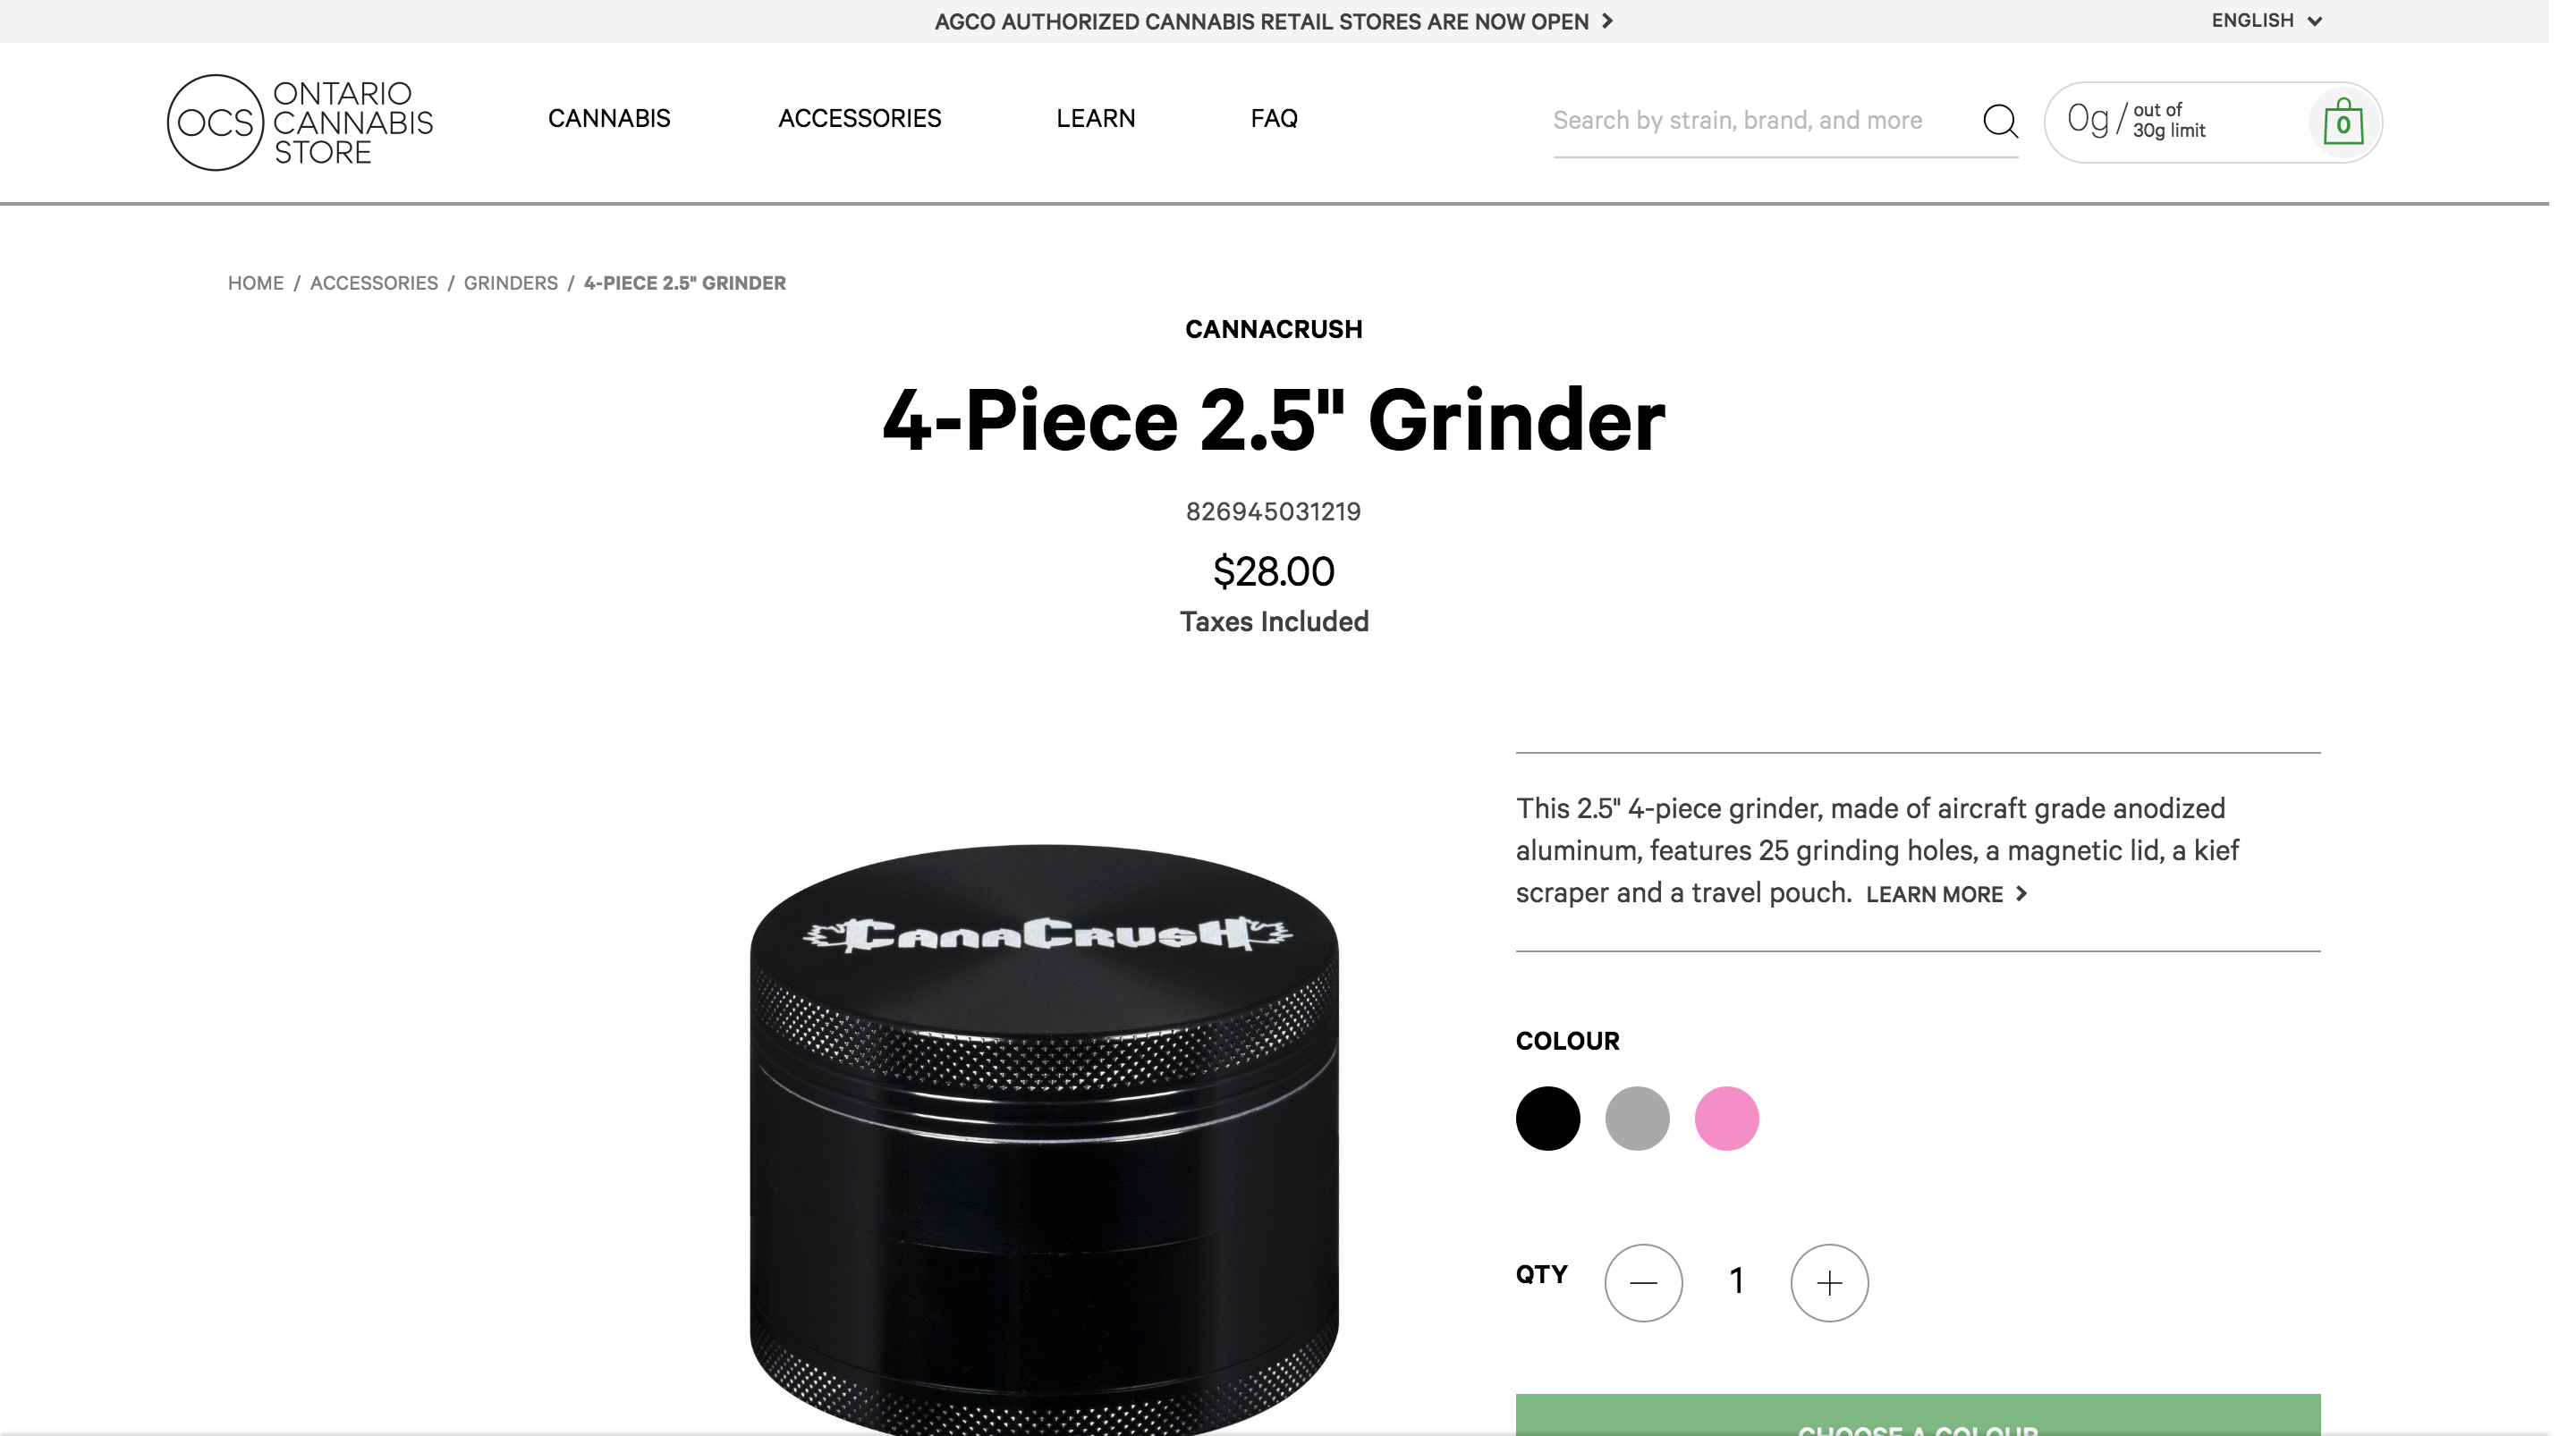 AGCO AUTHORIZED CANNABIS RETAIL STORES ARE NOW OPEN
ENGLISH
OCS
ONTARIO
CANNABIS
STORE
CANNABIS
ACCESSORIES
LEARN
FAQ
Search by strain, brand, and more
0g / out of
30g limit
0
HOME / ACCESSORIES / GRINDERS / 4-PIECE 2.5" GRINDER
CANNACRUSH
4-Piece 2.5" Grinder
826945031219
$28.00
Taxes Included
CANACRUSH
This 2.5" 4-piece grinder, made of aircraft grade anodized
aluminum, features 25 grinding holes, a magnetic lid, a kief
scraper and a travel pouch. LEARN MORE
COLOUR
QTY
1
CHOOSE A COLOUR